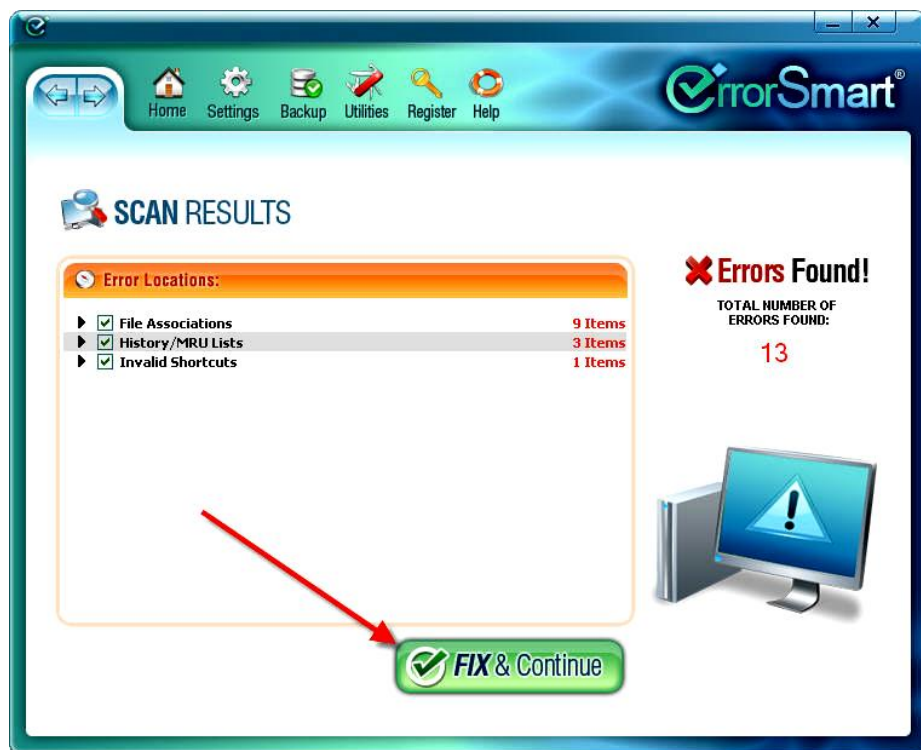 Home Settings Backup Utilities Register Help
ErrorSmart®
SCAN RESULTS
Error Locations:
File Associations 9 Items
History/MRU Lists 3 Items
Invalid Shortcuts 1 Items
Errors Found!
TOTAL NUMBER OF
ERRORS FOUND:
13
FIX & Continue